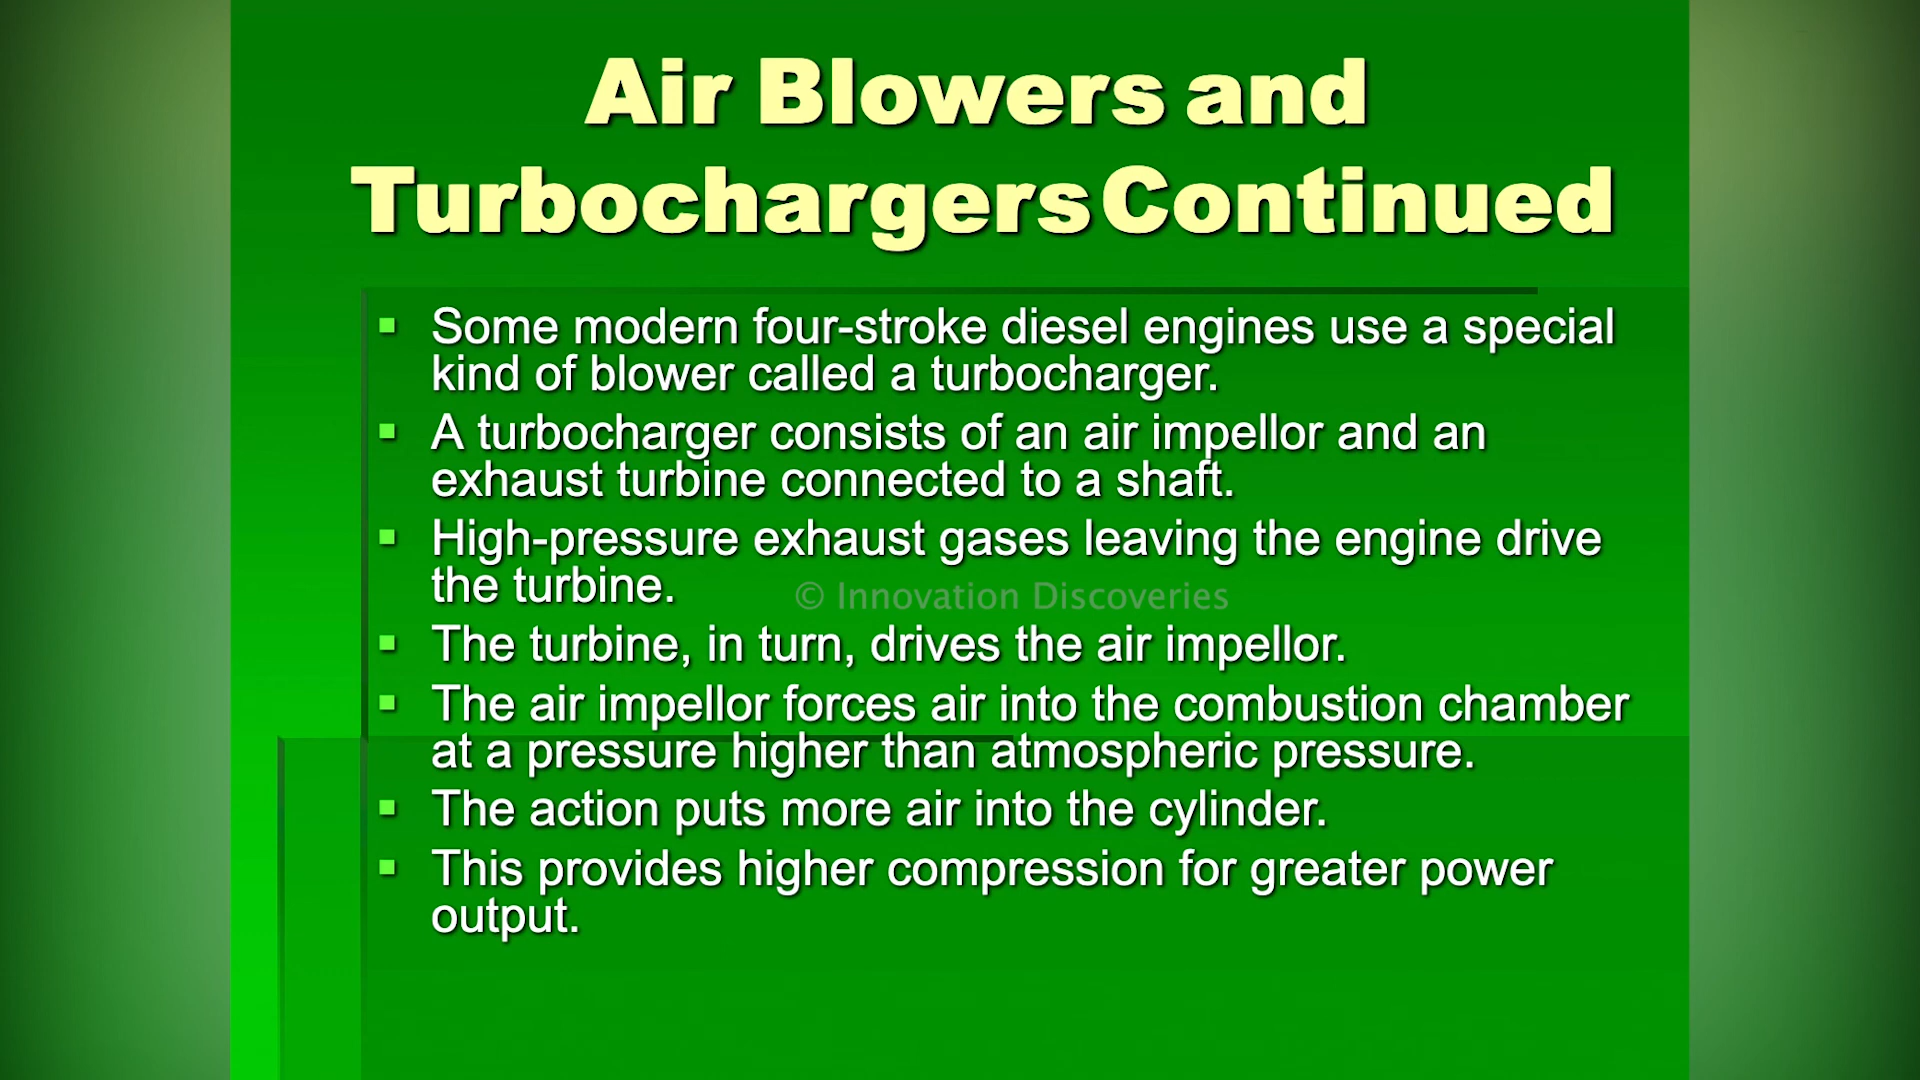 Air Blowers and
Turbochargers Continued
▪ Some modern four-stroke diesel engines use a special
kind of blower called a turbocharger.
▪ A turbocharger consists of an air impellor and an
exhaust turbine connected to a shaft.
▪ High-pressure exhaust gases leaving the engine drive
the turbine.
© Innovation Discoveries
▪ The turbine, in turn, drives the air impellor.
▪ The air impellor forces air into the combustion chamber
at a pressure higher than atmospheric pressure.
▪ The action puts more air into the cylinder.
▪ This provides higher compression for greater power
output.